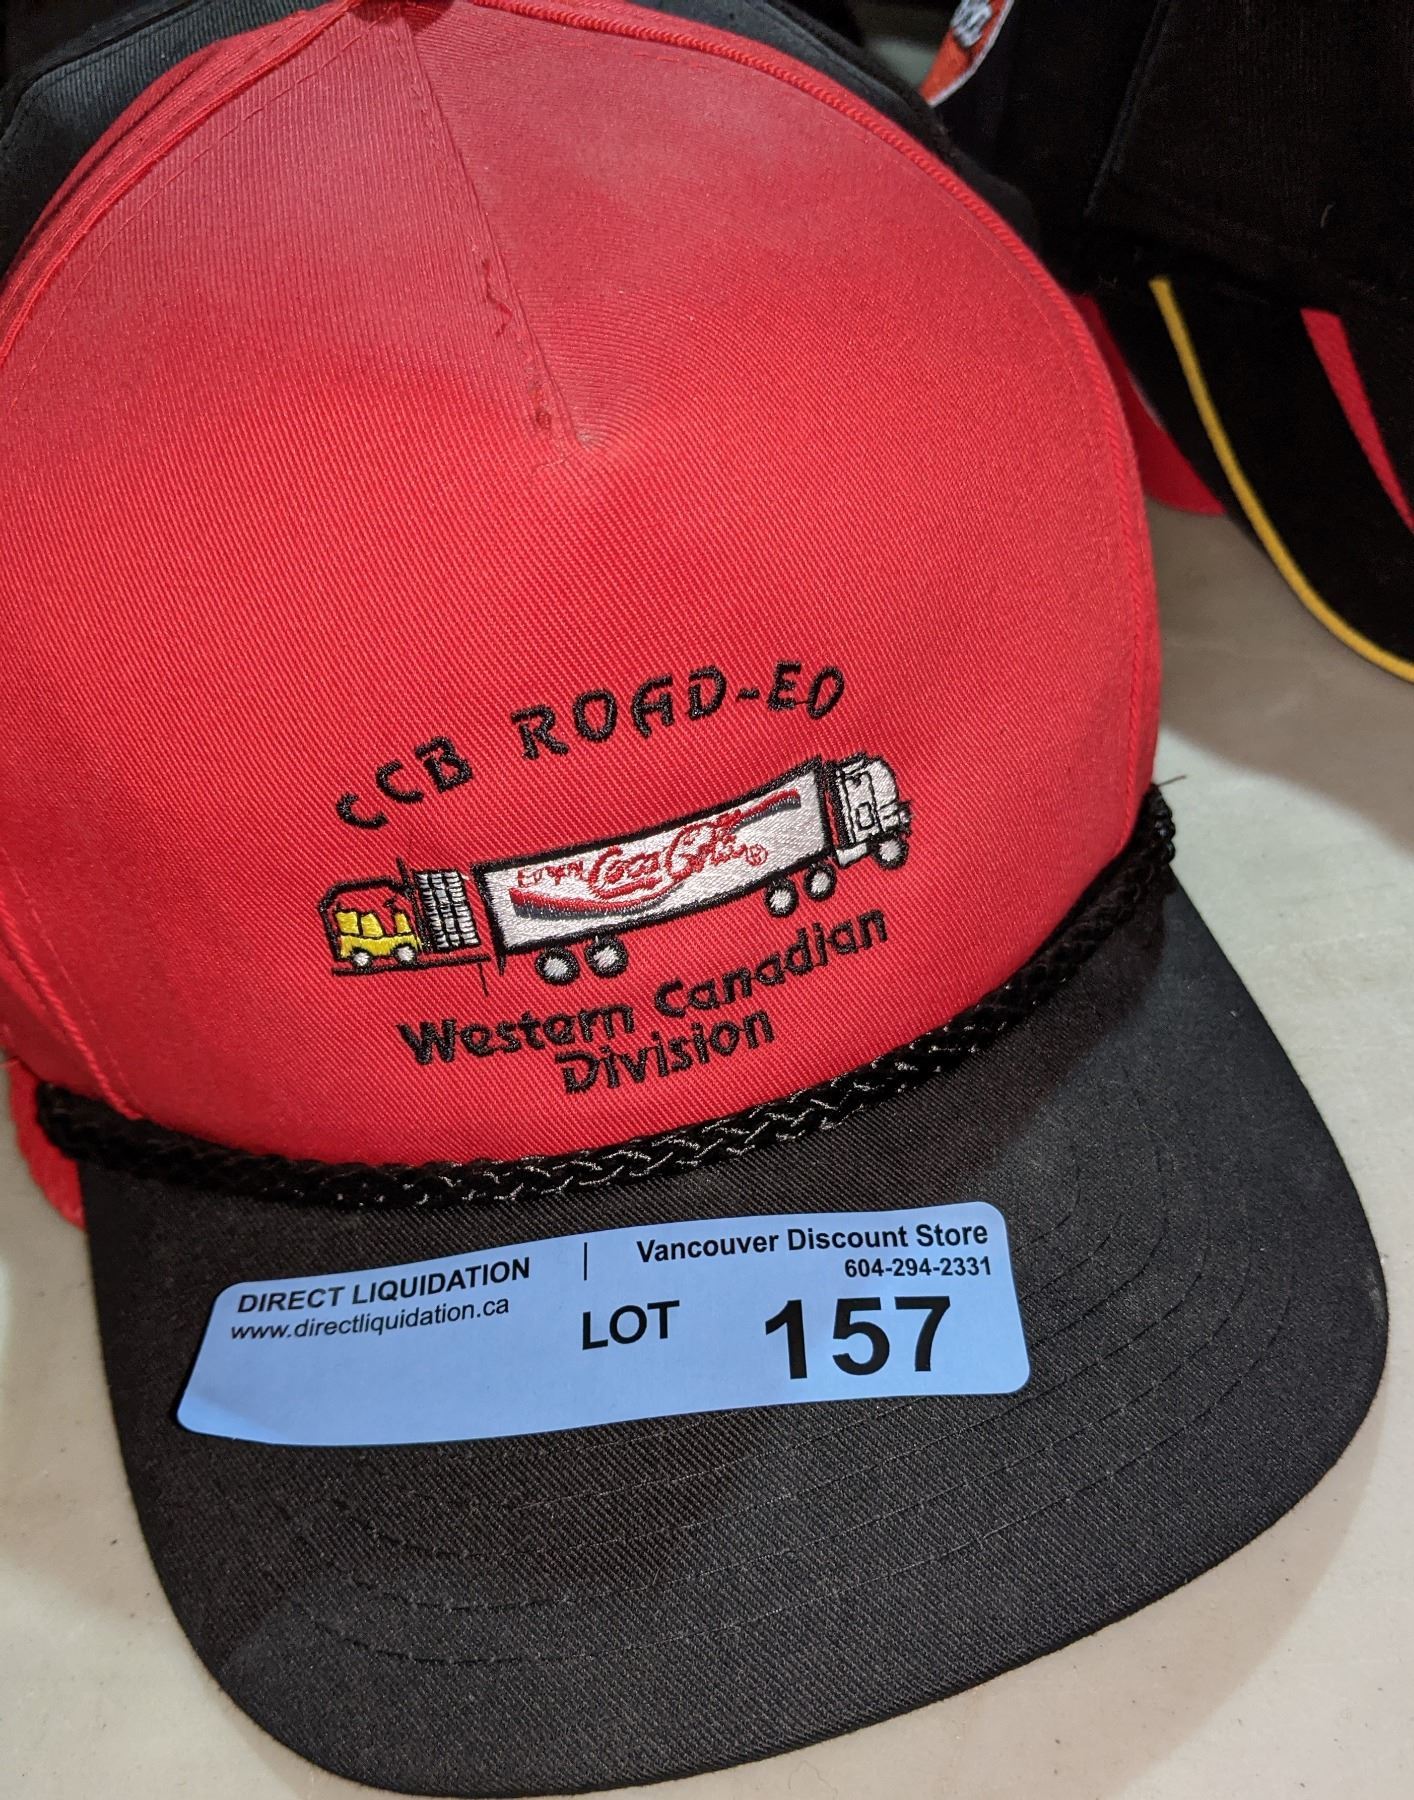 CCB ROAD-EO
Enjoy Coca-Cola ®
Western Canadian
Division
DIRECT LIQUIDATION | Vancouver Discount Store
www.directliquidation.ca
604-294-2331
LOT 157